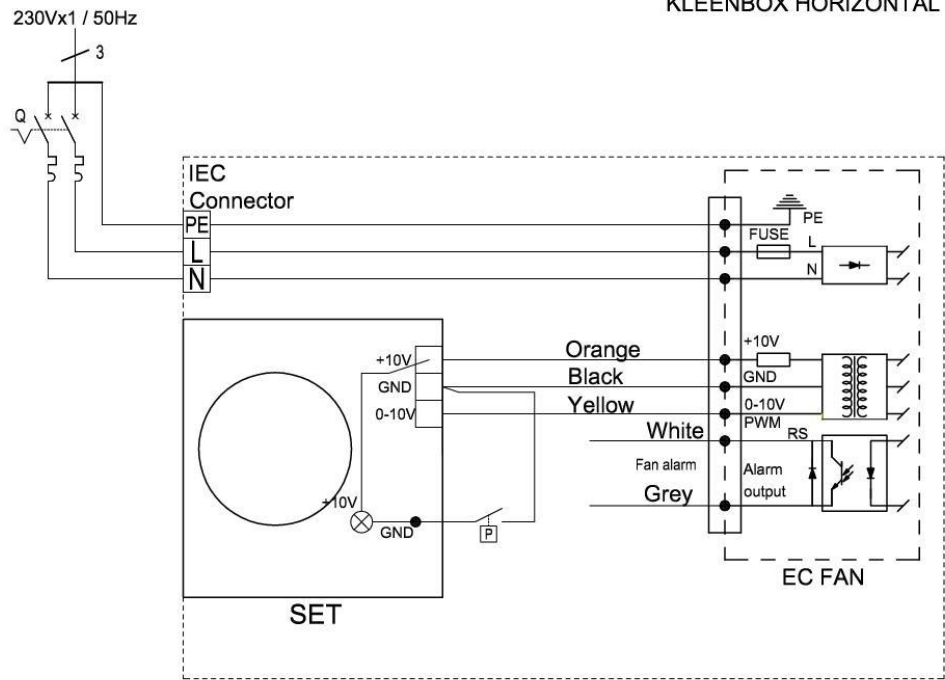 KLEENBOX HORIZONTAL
230Vx1 / 50Hz
3
Q
IEC
Connector
PE
L
N
PE
FUSE
L
N
+10V
GND
0-10V
Orange
Black
Yellow
White
Fan alarm
Grey
+10V
GND
0-10V
PWM
RS
Alarm
output
+10V
GND
P
EC FAN
SET